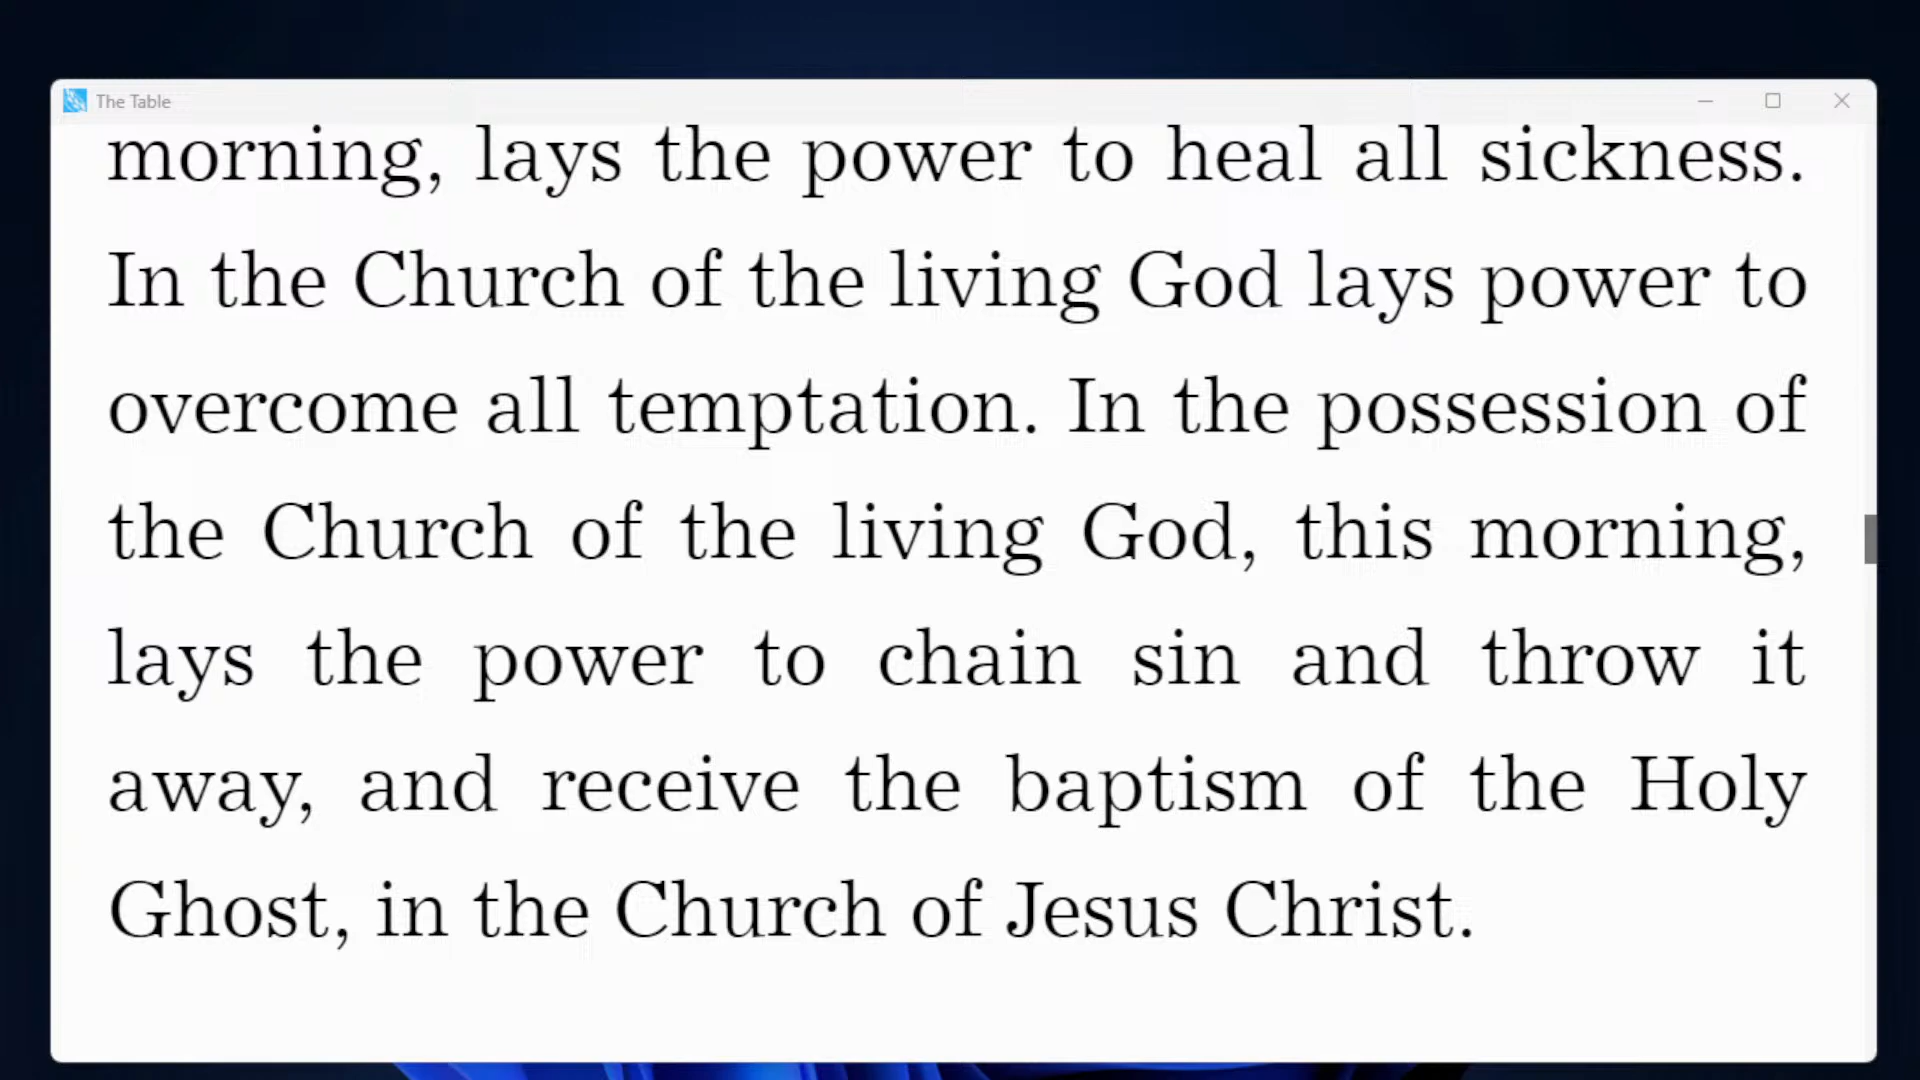 The Table
morning, lays the power to heal all sickness.
In the Church of the living God lays power to
overcome all temptation. In the possession of
the Church of the living God, this morning,
lays the power to chain sin and throw it
away, and receive the baptism of the Holy
Ghost, in the Church of Jesus Christ.